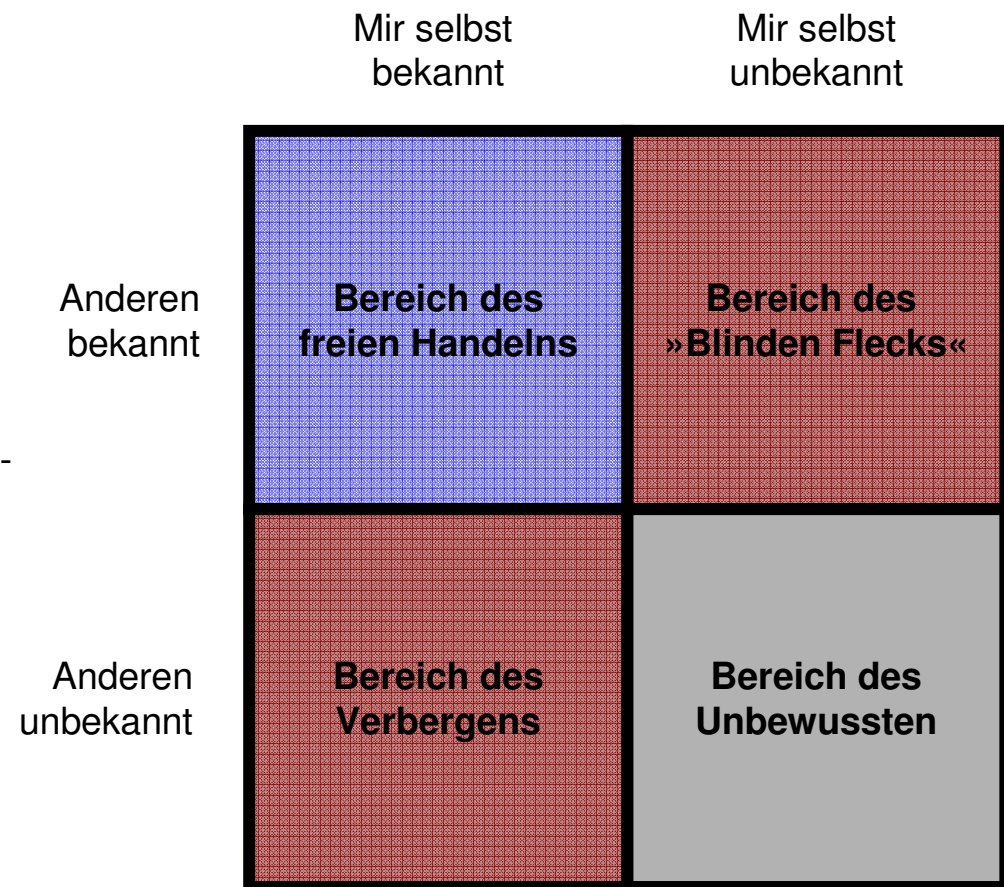 Mir selbst
bekannt
Mir selbst
unbekannt
Anderen
bekannt
Bereich des
freien Handelns
Bereich des
»Blinden Flecks«
-
Anderen
unbekannt
Bereich des
Verbergens
Bereich des
Unbewussten